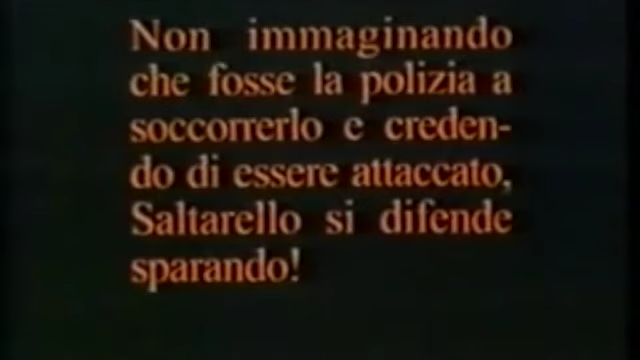 Non immaginando
che fosse la polizia a
soccorrerlo e creden-
do di essere attaccato,
Saltarello si difende
sparando!